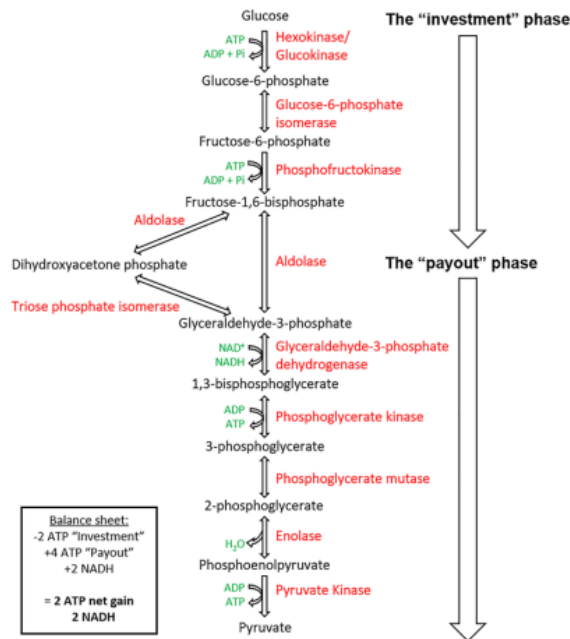 Glucose
The "investment" phase
ATP
ADP + Pi
Hexokinase/
Glucokinase
Glucose-6-phosphate
Glucose-6-phosphate
isomerase
Fructose-6-phosphate
ATP
ADP + Pi
Phosphofructokinase
Fructose-1,6-bisphosphate
Aldolase
Dihydroxyacetone phosphate
Aldolase
The "payout" phase
Triose phosphate isomerase
Glyceraldehyde-3-phosphate
NAD⁺
NADH
Glyceraldehyde-3-phosphate
dehydrogenase
1,3-bisphosphoglycerate
ADP
ATP
Phosphoglycerate kinase
3-phosphoglycerate
Phosphoglycerate mutase
2-phosphoglycerate
H₂O
Enolase
Phosphoenolpyruvate
ADP
ATP
Pyruvate Kinase
Pyruvate
Balance sheet:
-2 ATP "Investment"
+4 ATP "Payout"
+2 NADH
= 2 ATP net gain
2 NADH